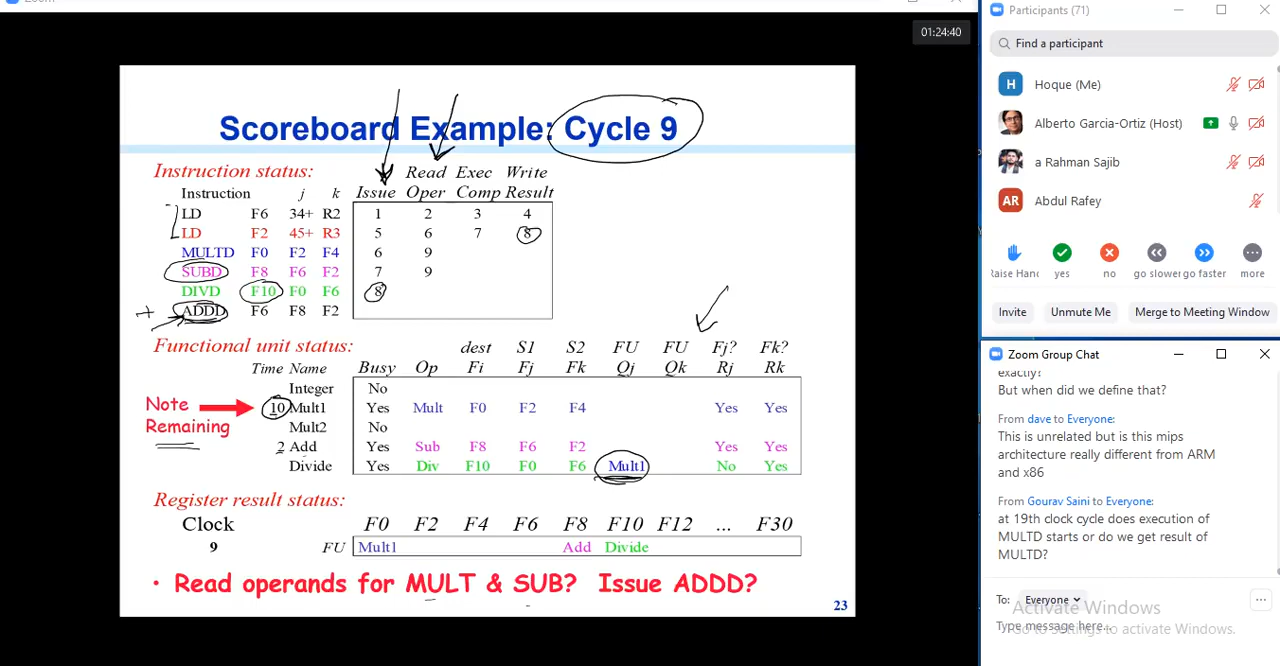 Zoom
01:24:40
Scoreboard Example: Cycle 9
Instruction status:
Read Exec Write
Instruction j k Issue Oper Comp Result
LD F6 34+ R2 1 2 3 4
LD F2 45+ R3 5 6 7 8
MULTD F0 F2 F4 6 9
SUBD F8 F6 F2 7 9
DIVD F10 F0 F6 8
+ ADDD F6 F8 F2
Functional unit status:
dest S1 S2 FU FU Fj? Fk?
Time Name Busy Op Fi Fj Fk Qj Qk Rj Rk
Integer No
Note
Remaining
10 Mult1 Yes Mult F0 F2 F4 Yes Yes
Mult2 No
2 Add Yes Sub F8 F6 F2 Yes Yes
Divide Yes Div F10 F0 F6 Mult1 No Yes
Register result status:
Clock F0 F2 F4 F6 F8 F10 F12 ... F30
9 FU Mult1 Add Divide
• Read operands for MULT & SUB? Issue ADDD?
23
Participants (71)
Find a participant
H Hoque (Me)
Alberto Garcia-Ortiz (Host)
a Rahman Sajib
AR Abdul Rafey
Raise Hand yes no go slower go faster more
Invite Unmute Me Merge to Meeting Window
Zoom Group Chat
exactly?
But when did we define that?
From dave to Everyone:
This is unrelated but is this mips
architecture really different from ARM
and x86
From Gourav Saini to Everyone:
at 19th clock cycle does execution of
MULTD starts or do we get result of
MULTD?
To: Everyone
Type message here...
Activate Windows
Go to Settings to activate Windows.